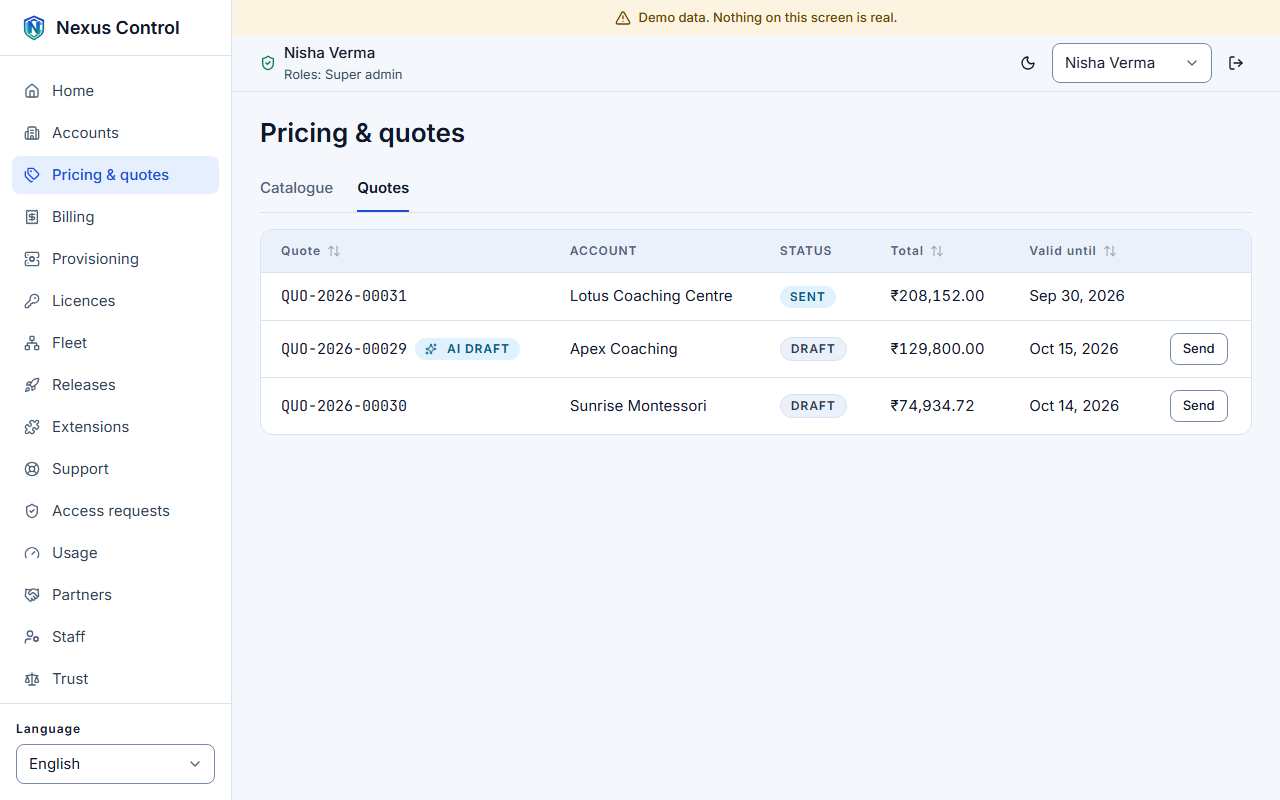 Nexus Control
Demo data. Nothing on this screen is real.
Nisha Verma
Roles: Super admin
Nisha Verma
Home
Accounts
Pricing & quotes
Billing
Provisioning
Licences
Fleet
Releases
Extensions
Support
Access requests
Usage
Partners
Staff
Trust
Language
English
Pricing & quotes
Catalogue Quotes
Quote ACCOUNT STATUS Total Valid until
QUO-2026-00031 Lotus Coaching Centre SENT ₹208,152.00 Sep 30, 2026
QUO-2026-00029 AI DRAFT Apex Coaching DRAFT ₹129,800.00 Oct 15, 2026 Send
QUO-2026-00030 Sunrise Montessori DRAFT ₹74,934.72 Oct 14, 2026 Send